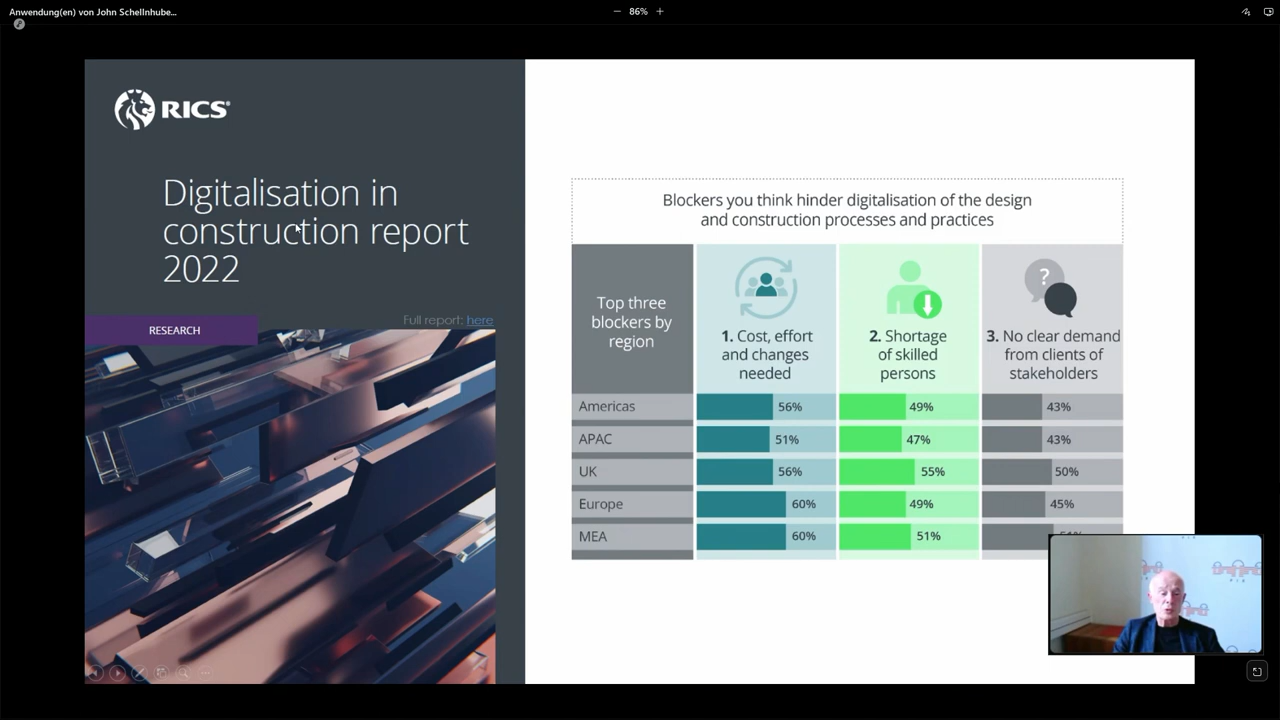 Anwendung(en) von John Schellnhube...
86%
RICS
Digitalisation in
construction report
2022
Full report: here
RESEARCH
Blockers you think hinder digitalisation of the design
and construction processes and practices
Top three
blockers by
region
1. Cost, effort
and changes
needed
2. Shortage
of skilled
persons
3. No clear demand
from clients of
stakeholders
Americas 56% 49% 43%
APAC 51% 47% 43%
UK 56% 55% 50%
Europe 60% 49% 45%
MEA 60% 51%